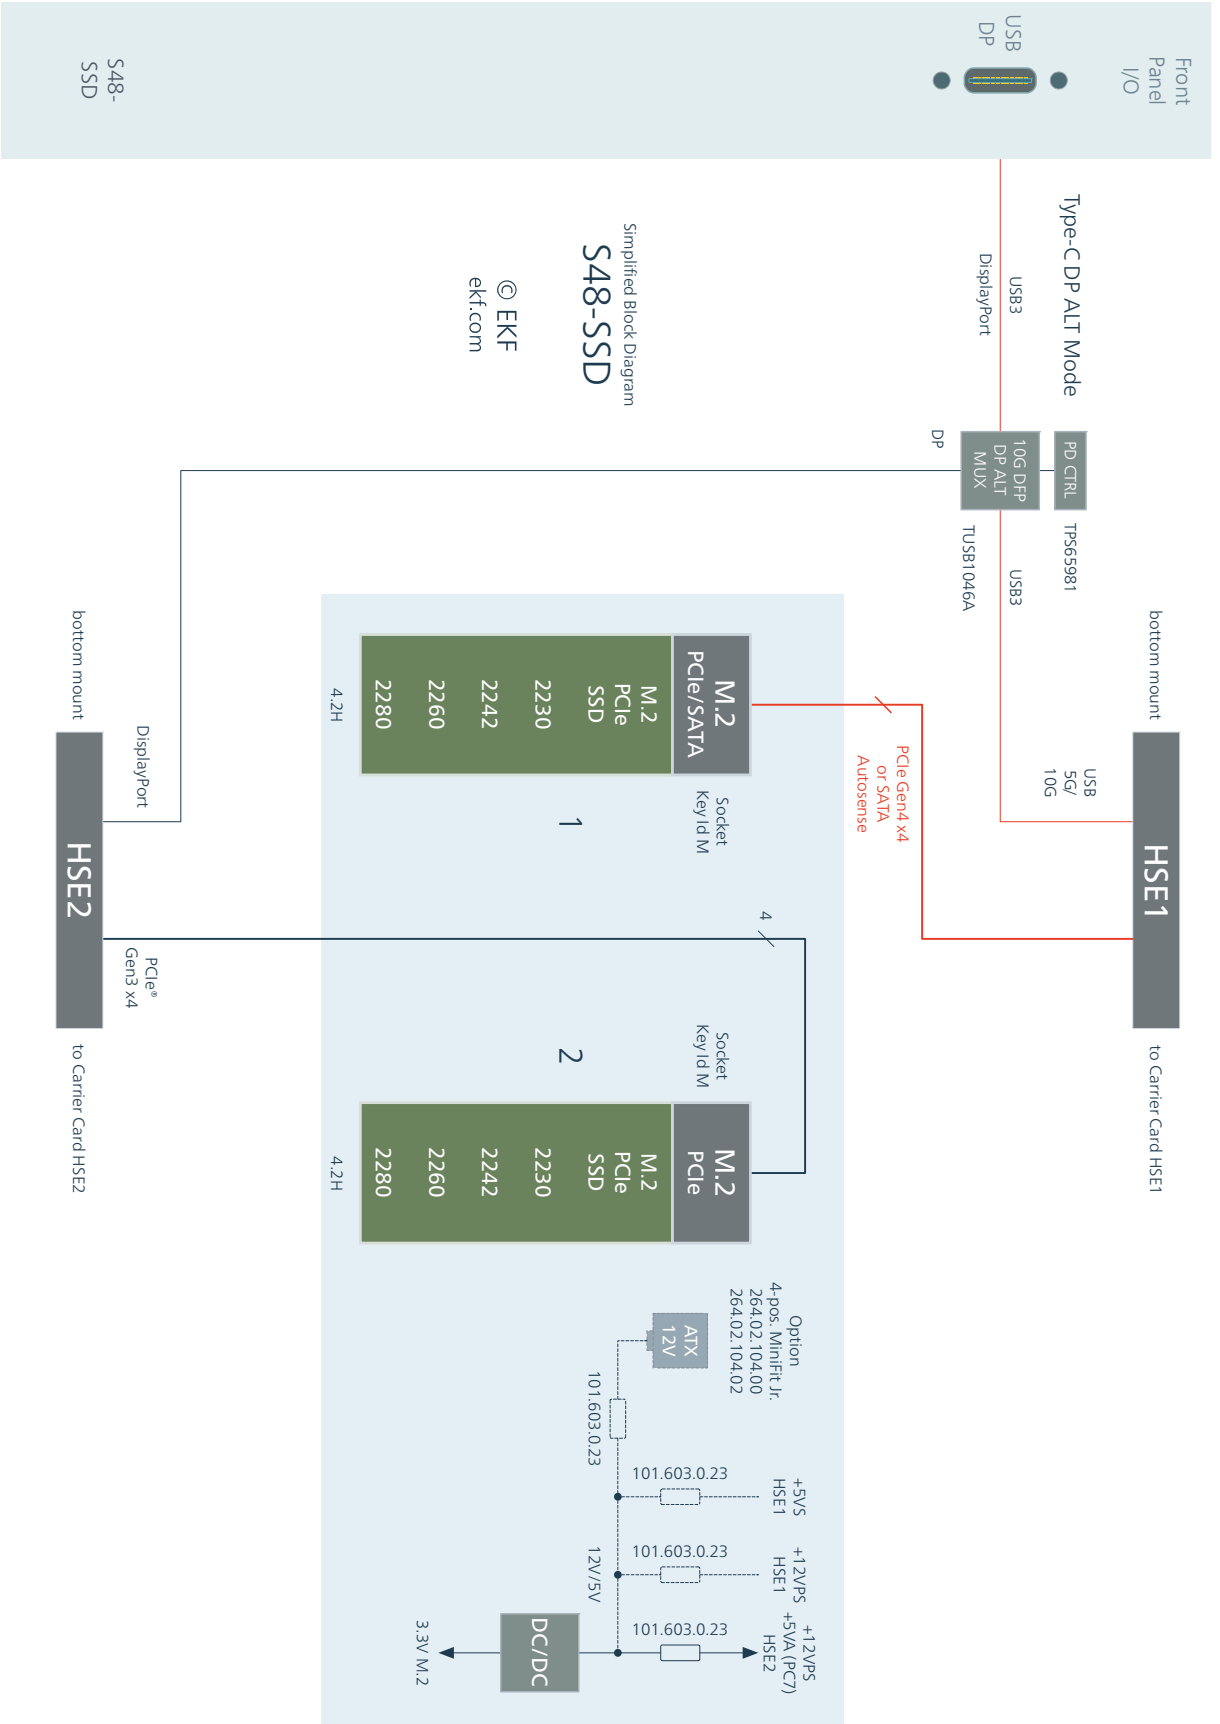 Front
Panel
I/O
USB
DP
S48-
SSD
Type-C DP ALT Mode
USB3
DisplayPort
Simplified Block Diagram
S48-SSD
© EKF
ekf.com
PD CTRL
TPS65981
10G DFP
DP ALT
MUX
TUSB1046A
DP
USB3
bottom mount
HSE1
to Carrier Card HSE1
USB
5G/
10G
PCIe Gen4 x4
or SATA
Autosense
M.2
PCIe/SATA
M.2
PCIe
SSD
2230
2242
2260
2280
4.2H
Socket
Key Id M
1
4
Socket
Key Id M
2
M.2
PCIe
M.2
PCIe
SSD
2230
2242
2260
2280
4.2H
bottom mount
DisplayPort
HSE2
PCIe®
Gen3 x4
to Carrier Card HSE2
Option
4-pos. MiniFit Jr.
264.02.104.00
264.02.104.02
ATX
12V
101.603.0.23
+5VS
HSE1
101.603.0.23
+12VPS
HSE1
101.603.0.23
+12VPS
+5VA (PC7)
HSE2
101.603.0.23
12V/5V
DC/DC
3.3V M.2